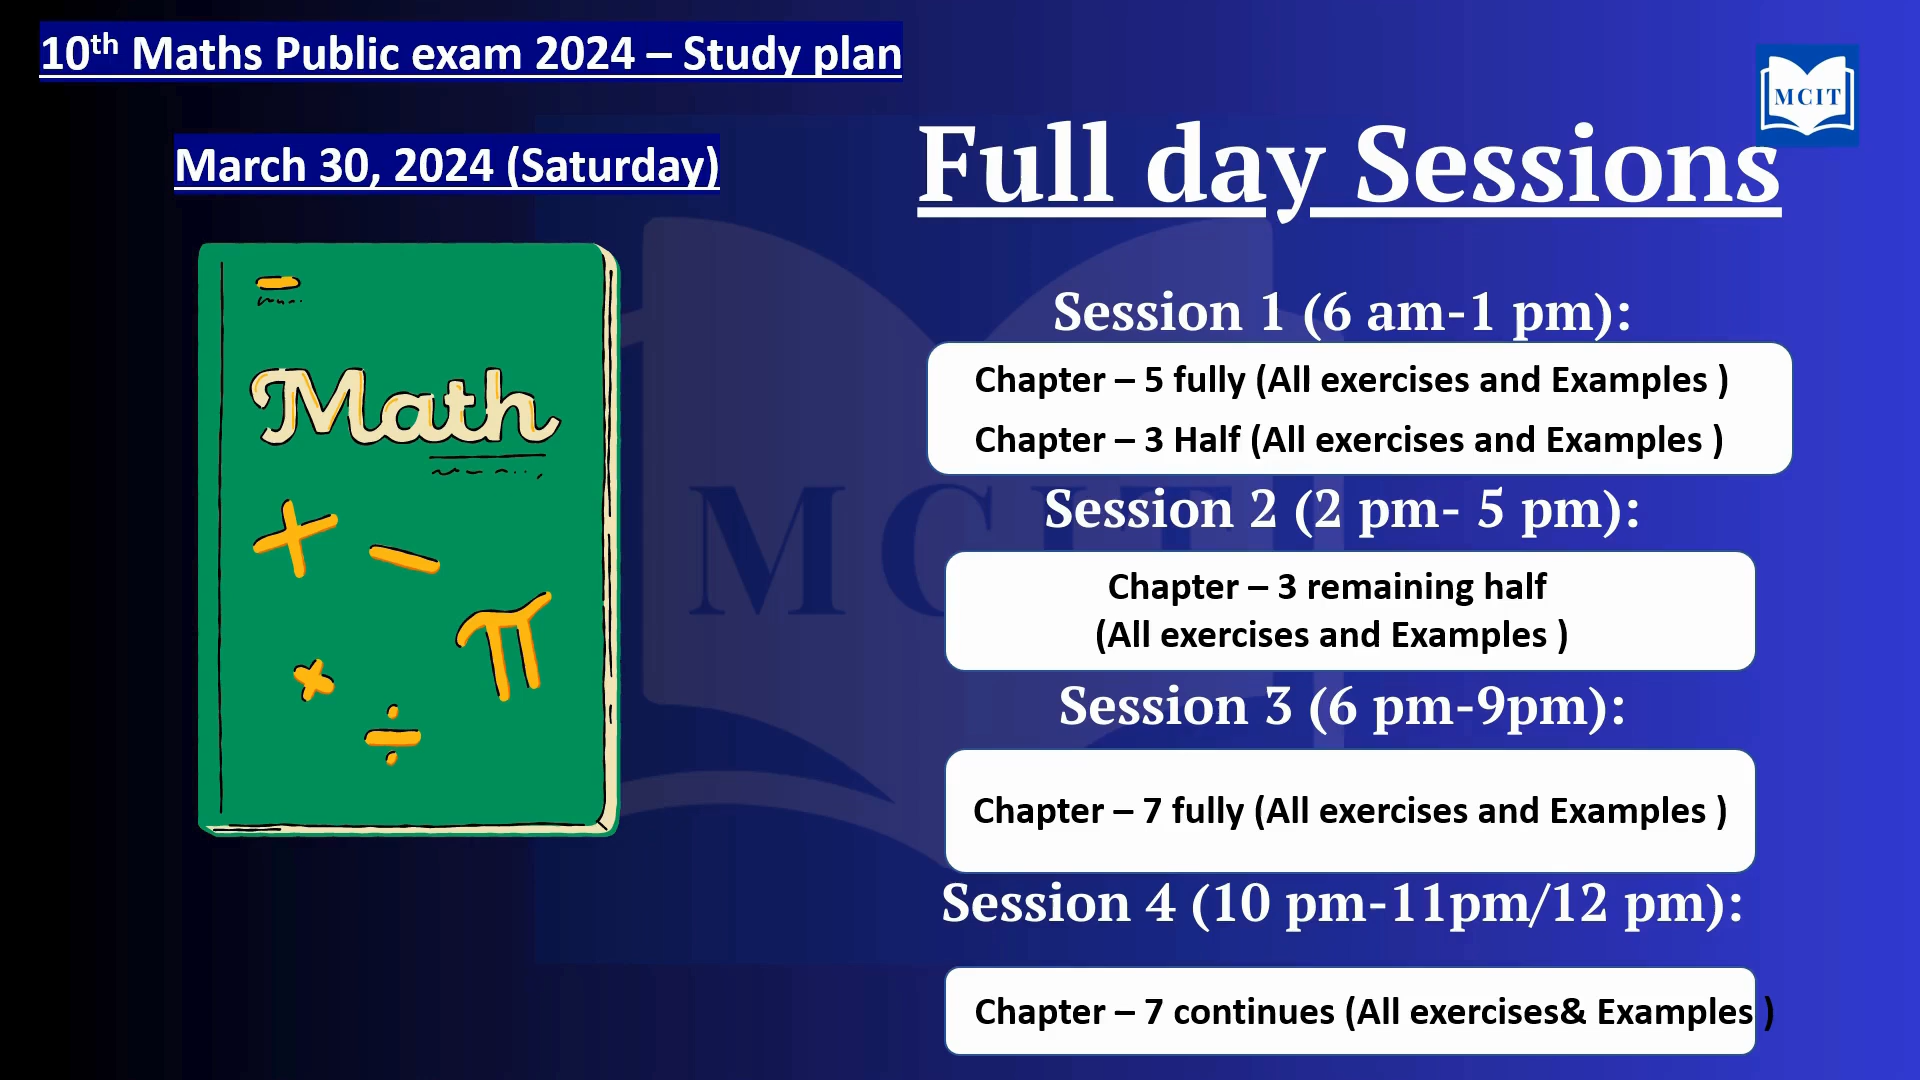 10th Maths Public exam 2024 – Study plan
MCIT
March 30, 2024 (Saturday)
Full day Sessions
Math
MCIT
Session 1 (6 am-1 pm):
Chapter – 5 fully (All exercises and Examples )
Chapter – 3 Half (All exercises and Examples )
Session 2 (2 pm- 5 pm):
Chapter – 3 remaining half
(All exercises and Examples )
Session 3 (6 pm-9pm):
Chapter – 7 fully (All exercises and Examples )
Session 4 (10 pm-11pm/12 pm):
Chapter – 7 continues (All exercises& Examples )